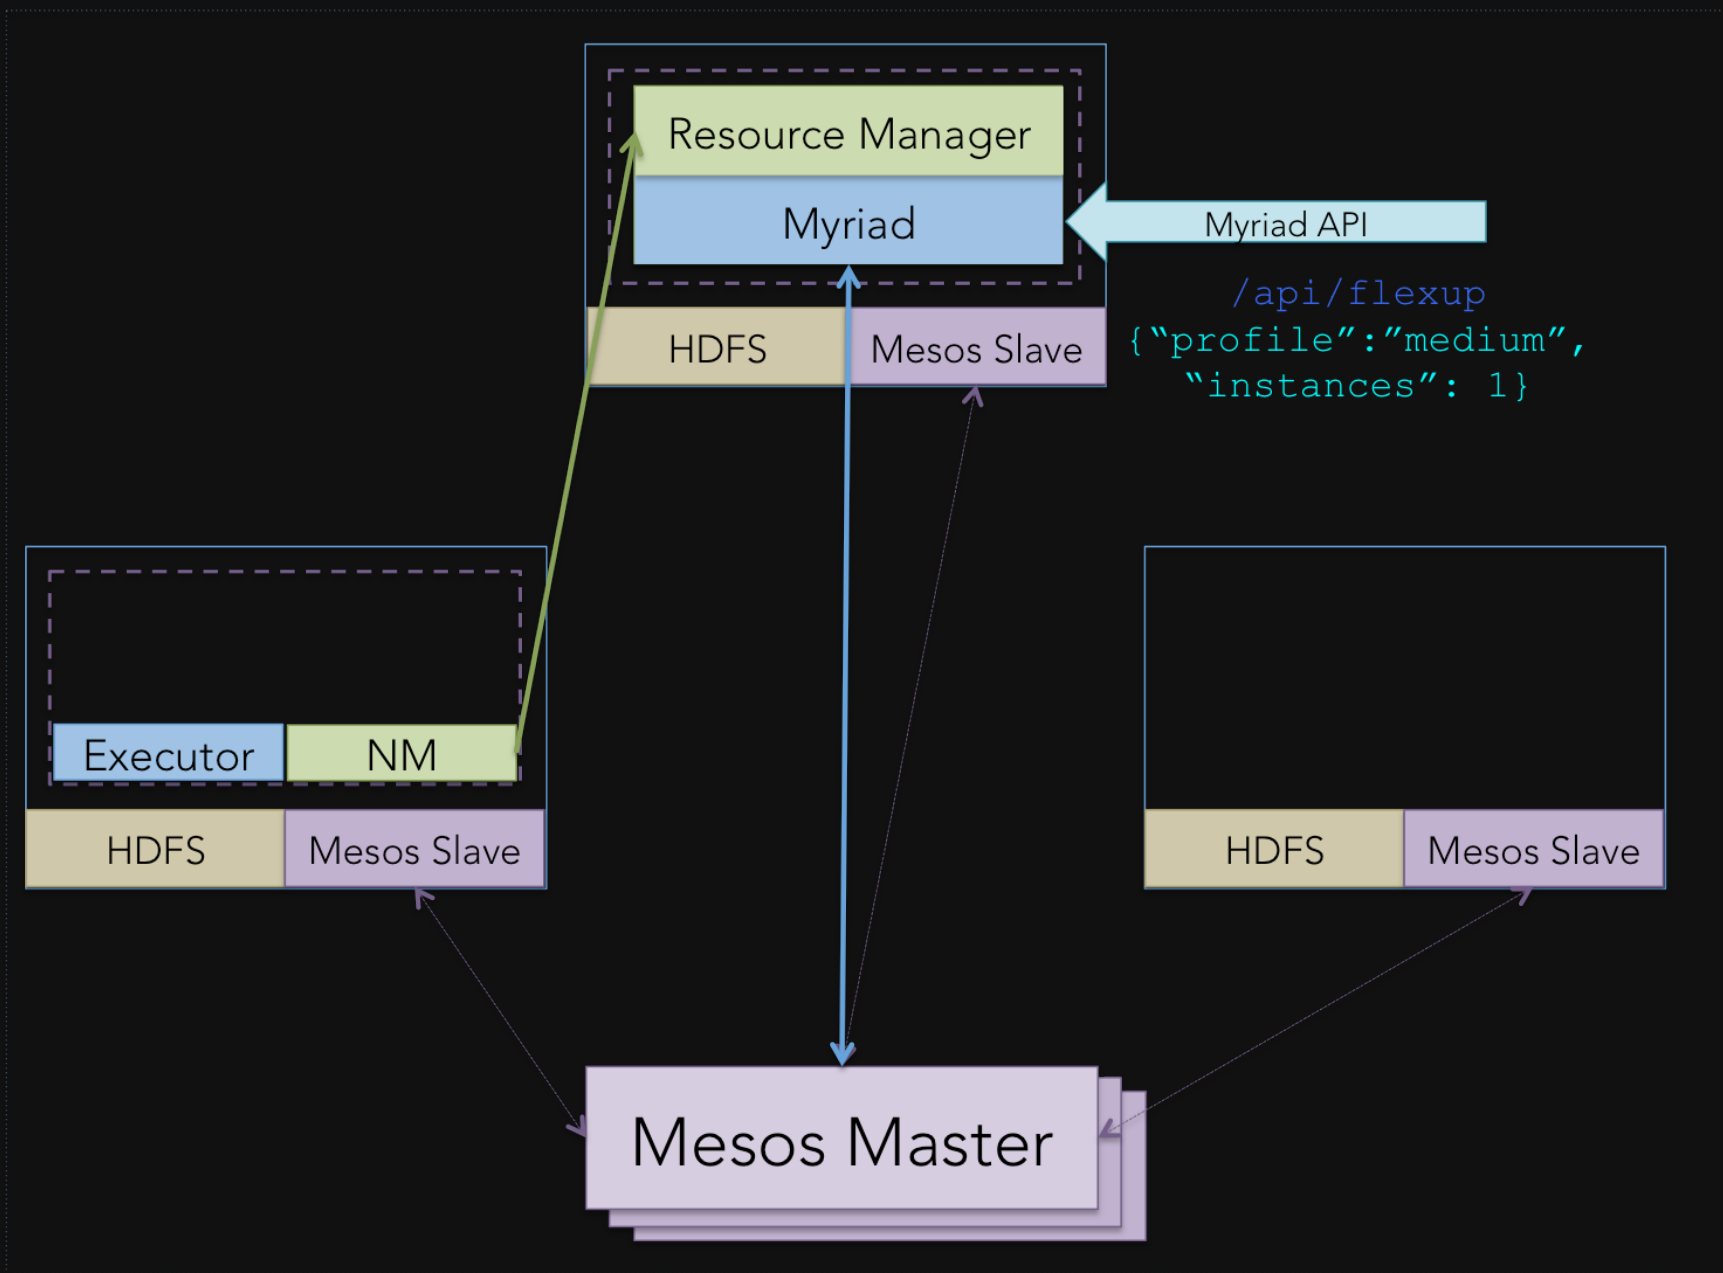 Resource Manager
Myriad
Myriad API
/api/flexup
{“profile”:”medium”,
“instances”: 1}
HDFS
Mesos Slave
Executor
NM
HDFS
Mesos Slave
HDFS
Mesos Slave
Mesos Master